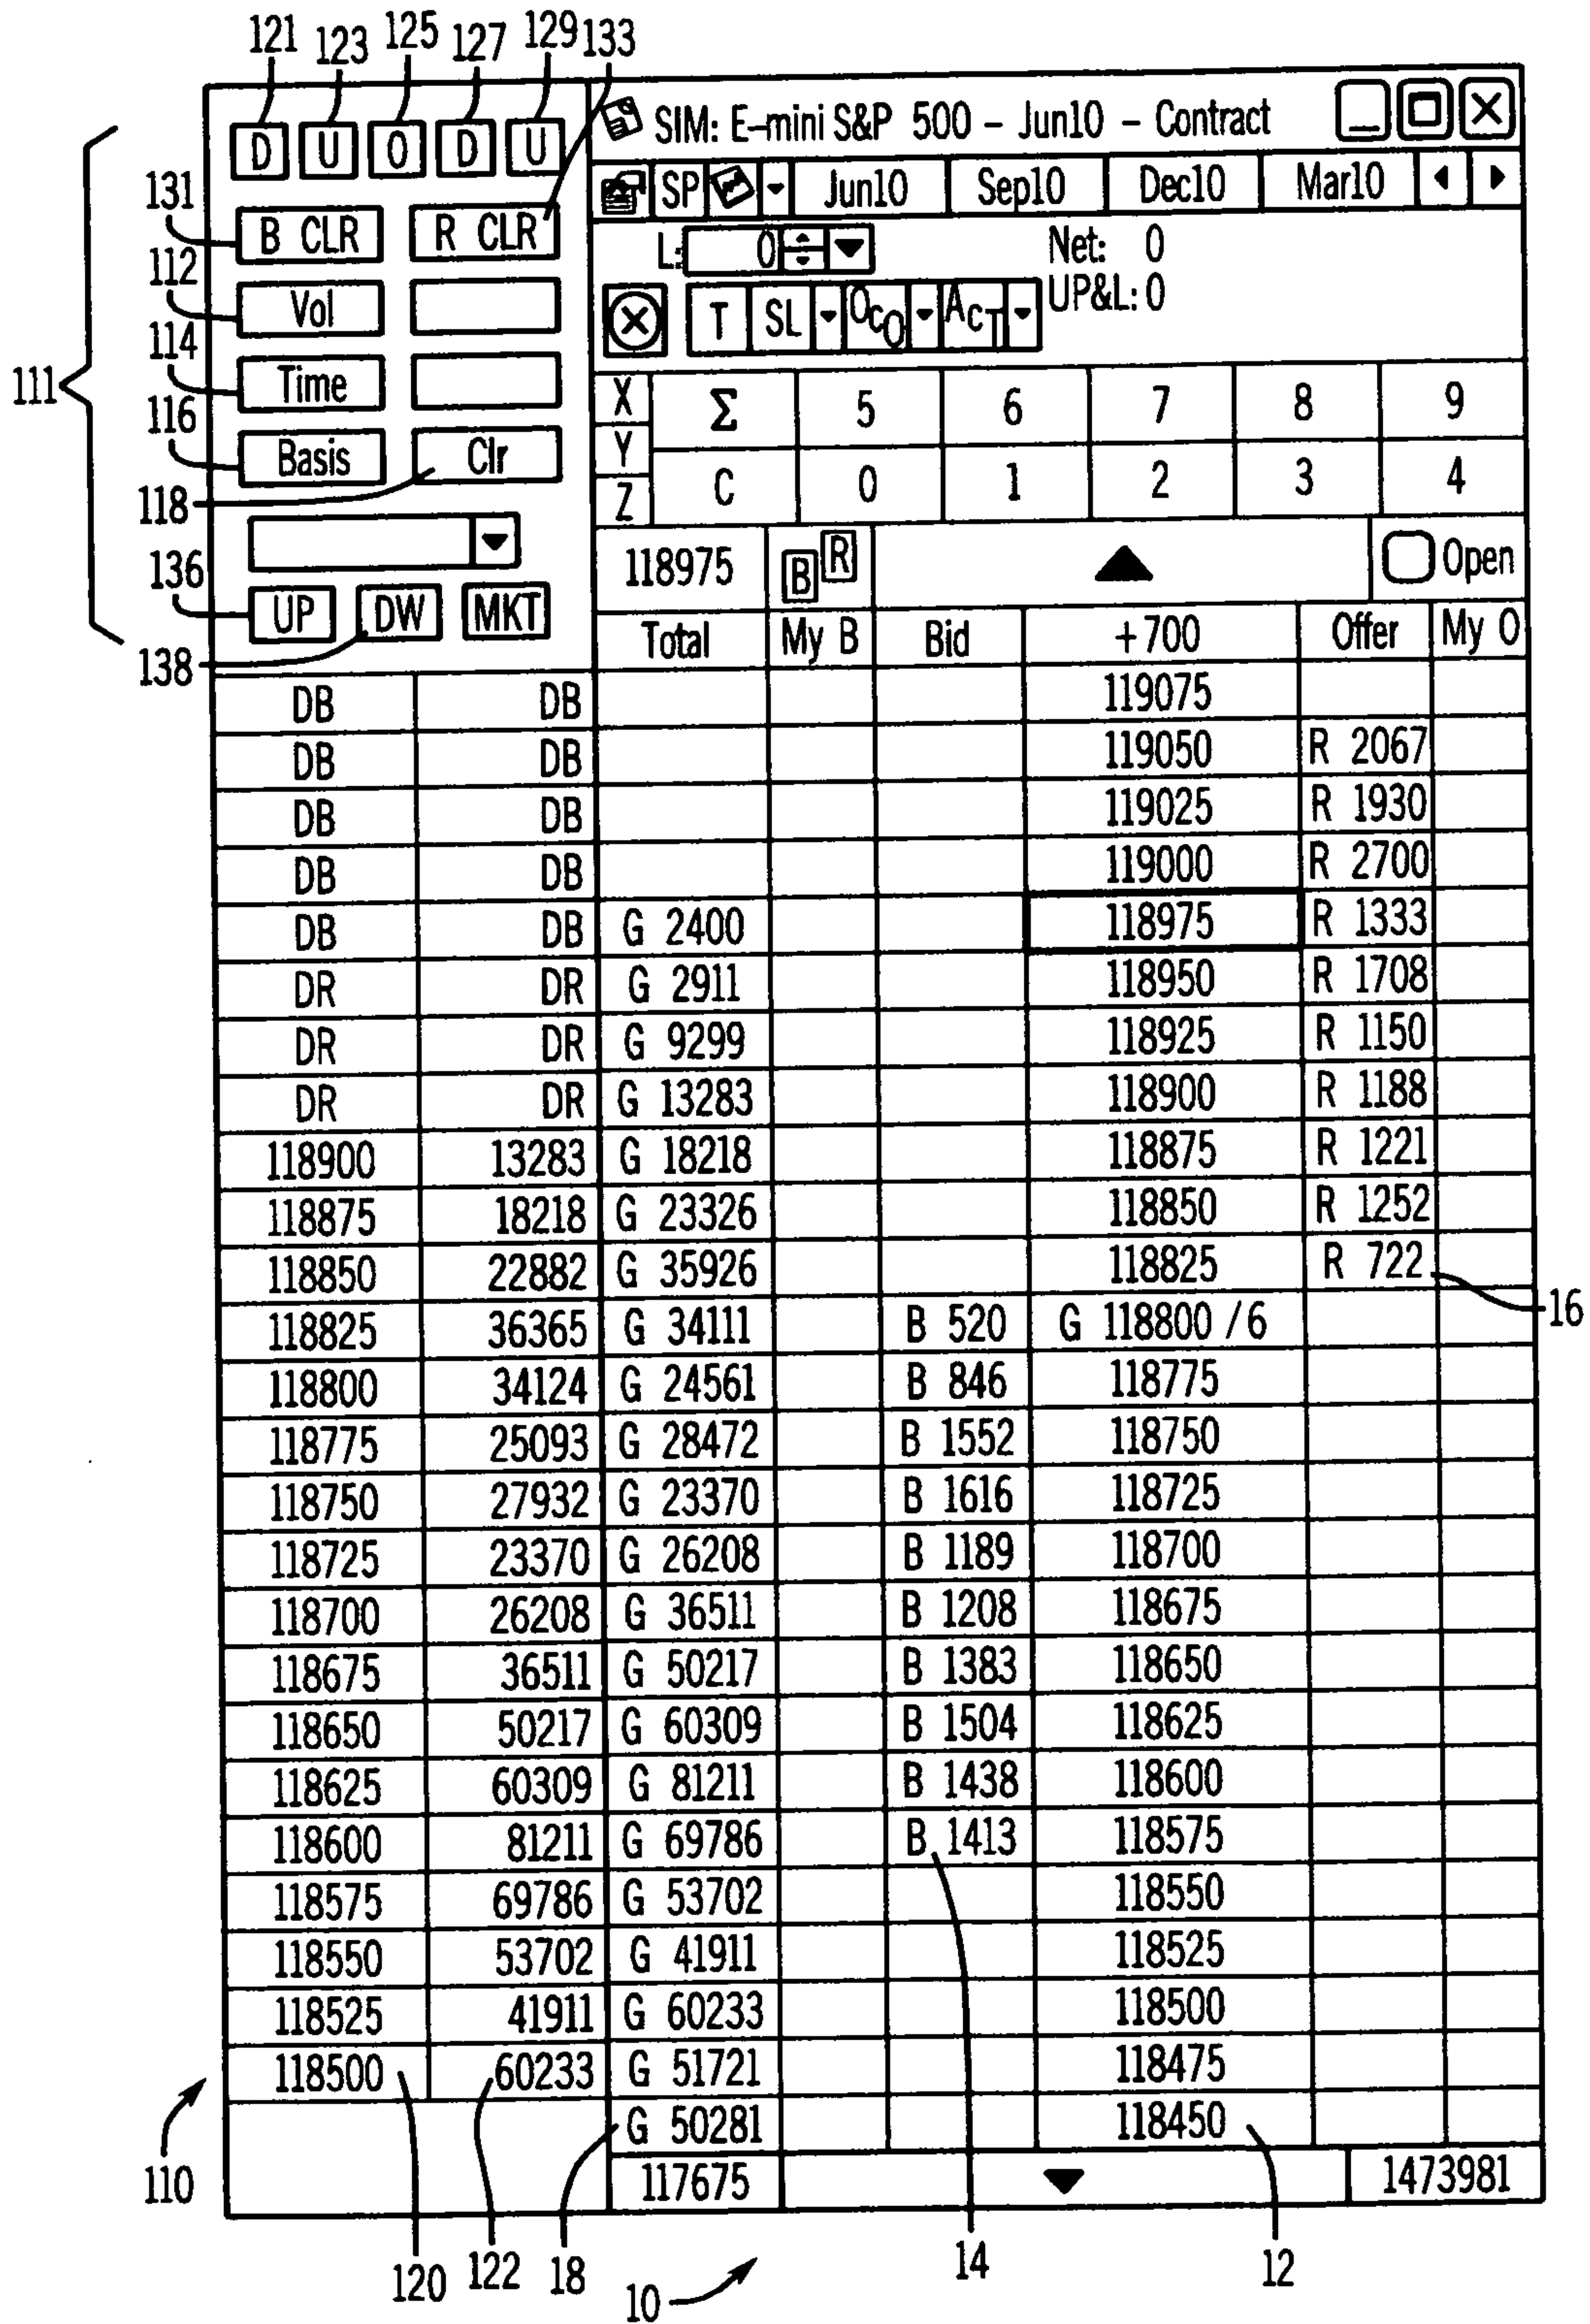 121 123 125 127 129 133
D U O D U
SIM: E-mini S&P 500 - Jun10 - Contract
131
SP Jun10 Sep10 Dec10 Mar10
B CLR R CLR
L: 0 Net: 0
112
UP&L: 0
Vol
T SL OCO ACT
114
111
Time
X Σ 5 6 7 8 9
116
Y
Basis Clr
Z C 0 1 2 3 4
118
118975 B R Open
136
UP DW MKT
Total My B Bid +700 Offer My O
138
DB DB 119075
DB DB 119050 R 2067
DB DB 119025 R 1930
DB DB 119000 R 2700
DB DB G 2400 118975 R 1333
DR DR G 2911 118950 R 1708
DR DR G 9299 118925 R 1150
DR DR G 13283 118900 R 1188
118900 13283 G 18218 118875 R 1221
118875 18218 G 23326 118850 R 1252
118850 22882 G 35926 118825 R 722
16
118825 36365 G 34111 B 520 G 118800 /6
118800 34124 G 24561 B 846 118775
118775 25093 G 28472 B 1552 118750
118750 27932 G 23370 B 1616 118725
118725 23370 G 26208 B 1189 118700
118700 26208 G 36511 B 1208 118675
118675 36511 G 50217 B 1383 118650
118650 50217 G 60309 B 1504 118625
118625 60309 G 81211 B 1438 118600
118600 81211 G 69786 B 1413 118575
118575 69786 G 53702 118550
118550 53702 G 41911 118525
118525 41911 G 60233 118500
118500 60233 G 51721 118475
G 50281 118450
110
117675 1473981
120 122 18 10 14 12